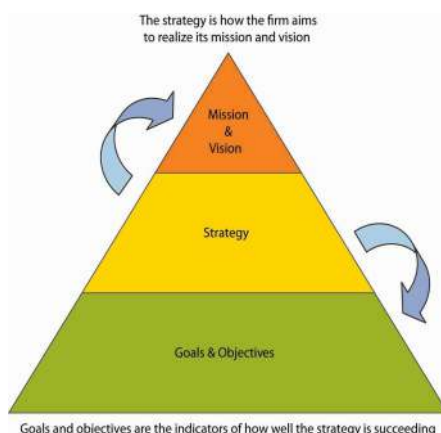 The strategy is how the firm aims
to realize its mission and vision
Mission
&
Vision
Strategy
Goals & Objectives
Goals and objectives are the indicators of how well the strategy is succeeding